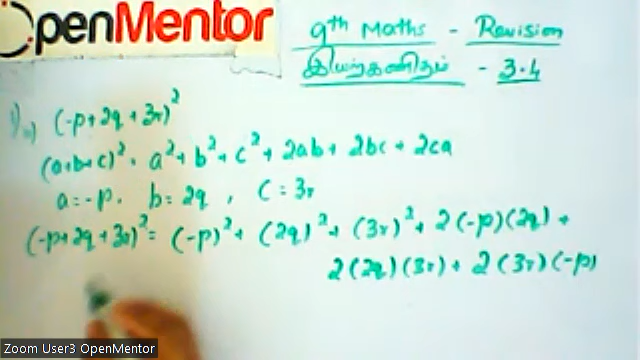 OpenMentor
9th Maths - Revision
இயற்கணிதம் - 3.4
1) ii) (-p+2q+3r)²
(a+b+c)² = a² + b² + c² + 2ab + 2bc + 2ca
a = -p, b = 2q, c = 3r
(-p+2q+3r)² = (-p)² + (2q)² + (3r)² + 2(-p)(2q) +
2(2q)(3r) + 2(3r)(-p)
Zoom User3 OpenMentor